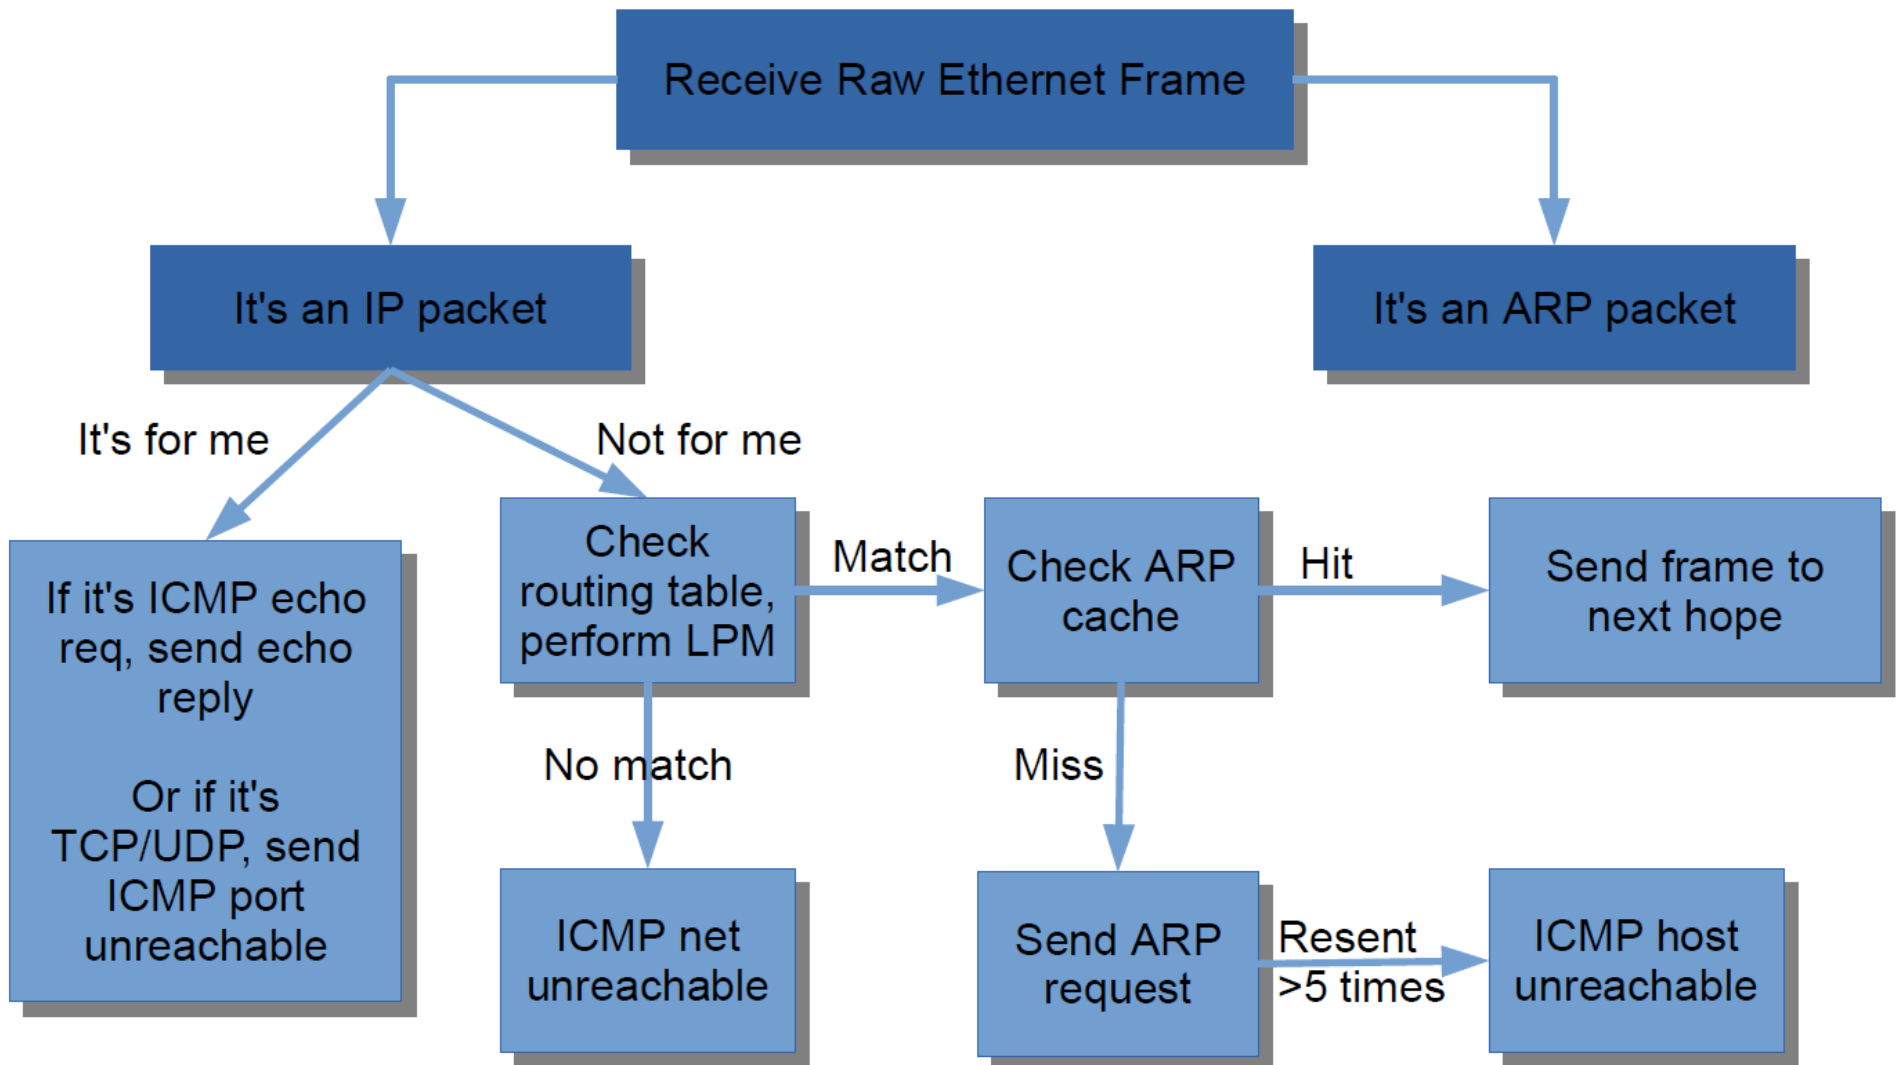 Receive Raw Ethernet Frame
It's an IP packet
It's an ARP packet
It's for me
Not for me
If it's ICMP echo
req, send echo
reply
Or if it's
TCP/UDP, send
ICMP port
unreachable
Check
routing table,
perform LPM
Match
Check ARP
cache
Hit
Send frame to
next hope
No match
Miss
ICMP net
unreachable
Send ARP
request
Resent
>5 times
ICMP host
unreachable